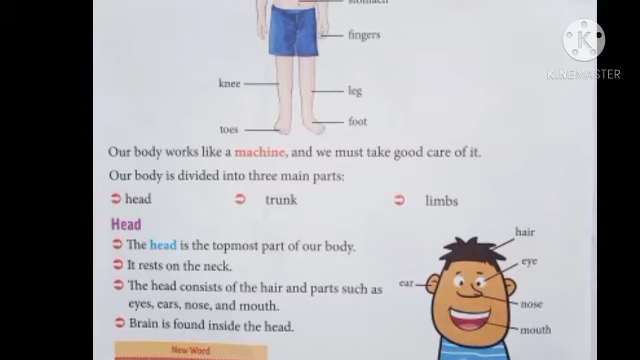 stomach
fingers
knee
leg
foot
toes
KINEMASTER
Our body works like a machine, and we must take good care of it.
Our body is divided into three main parts:
head trunk limbs
Head
The head is the topmost part of our body.
It rests on the neck.
The head consists of the hair and parts such as
eyes, ears, nose, and mouth.
Brain is found inside the head.
hair
eye
ear
nose
mouth
New Word